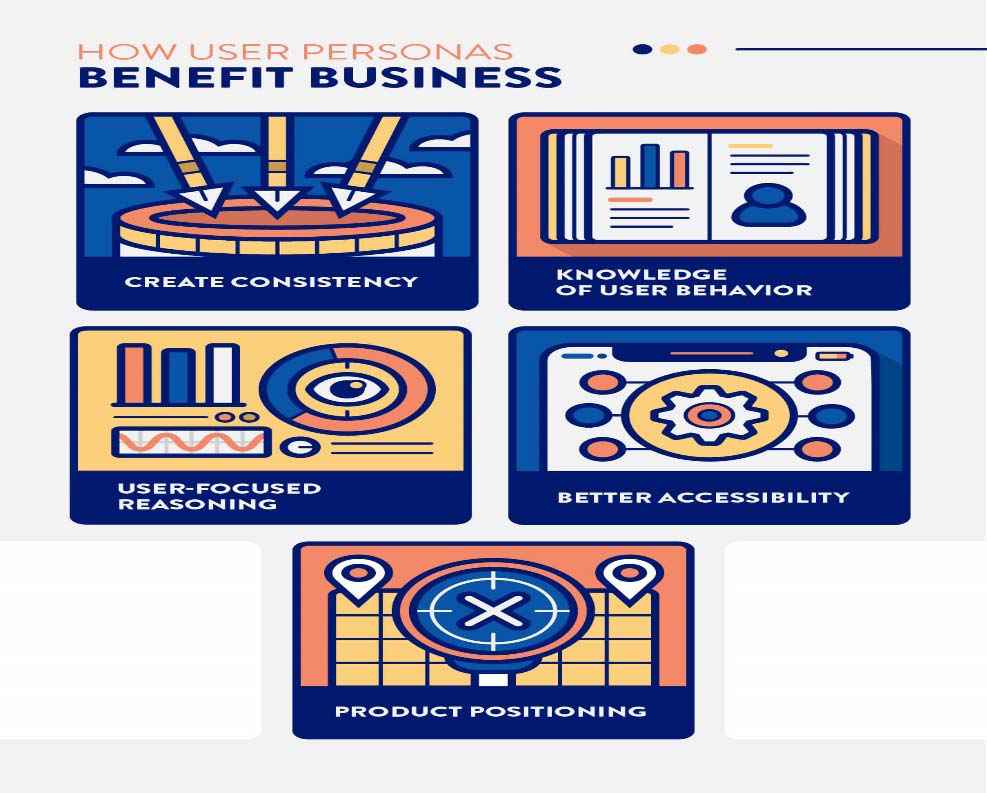 HOW USER PERSONAS
BENEFIT BUSINESS
CREATE CONSISTENCY
KNOWLEDGE
OF USER BEHAVIOR
USER-FOCUSED
REASONING
BETTER ACCESSIBILITY
PRODUCT POSITIONING